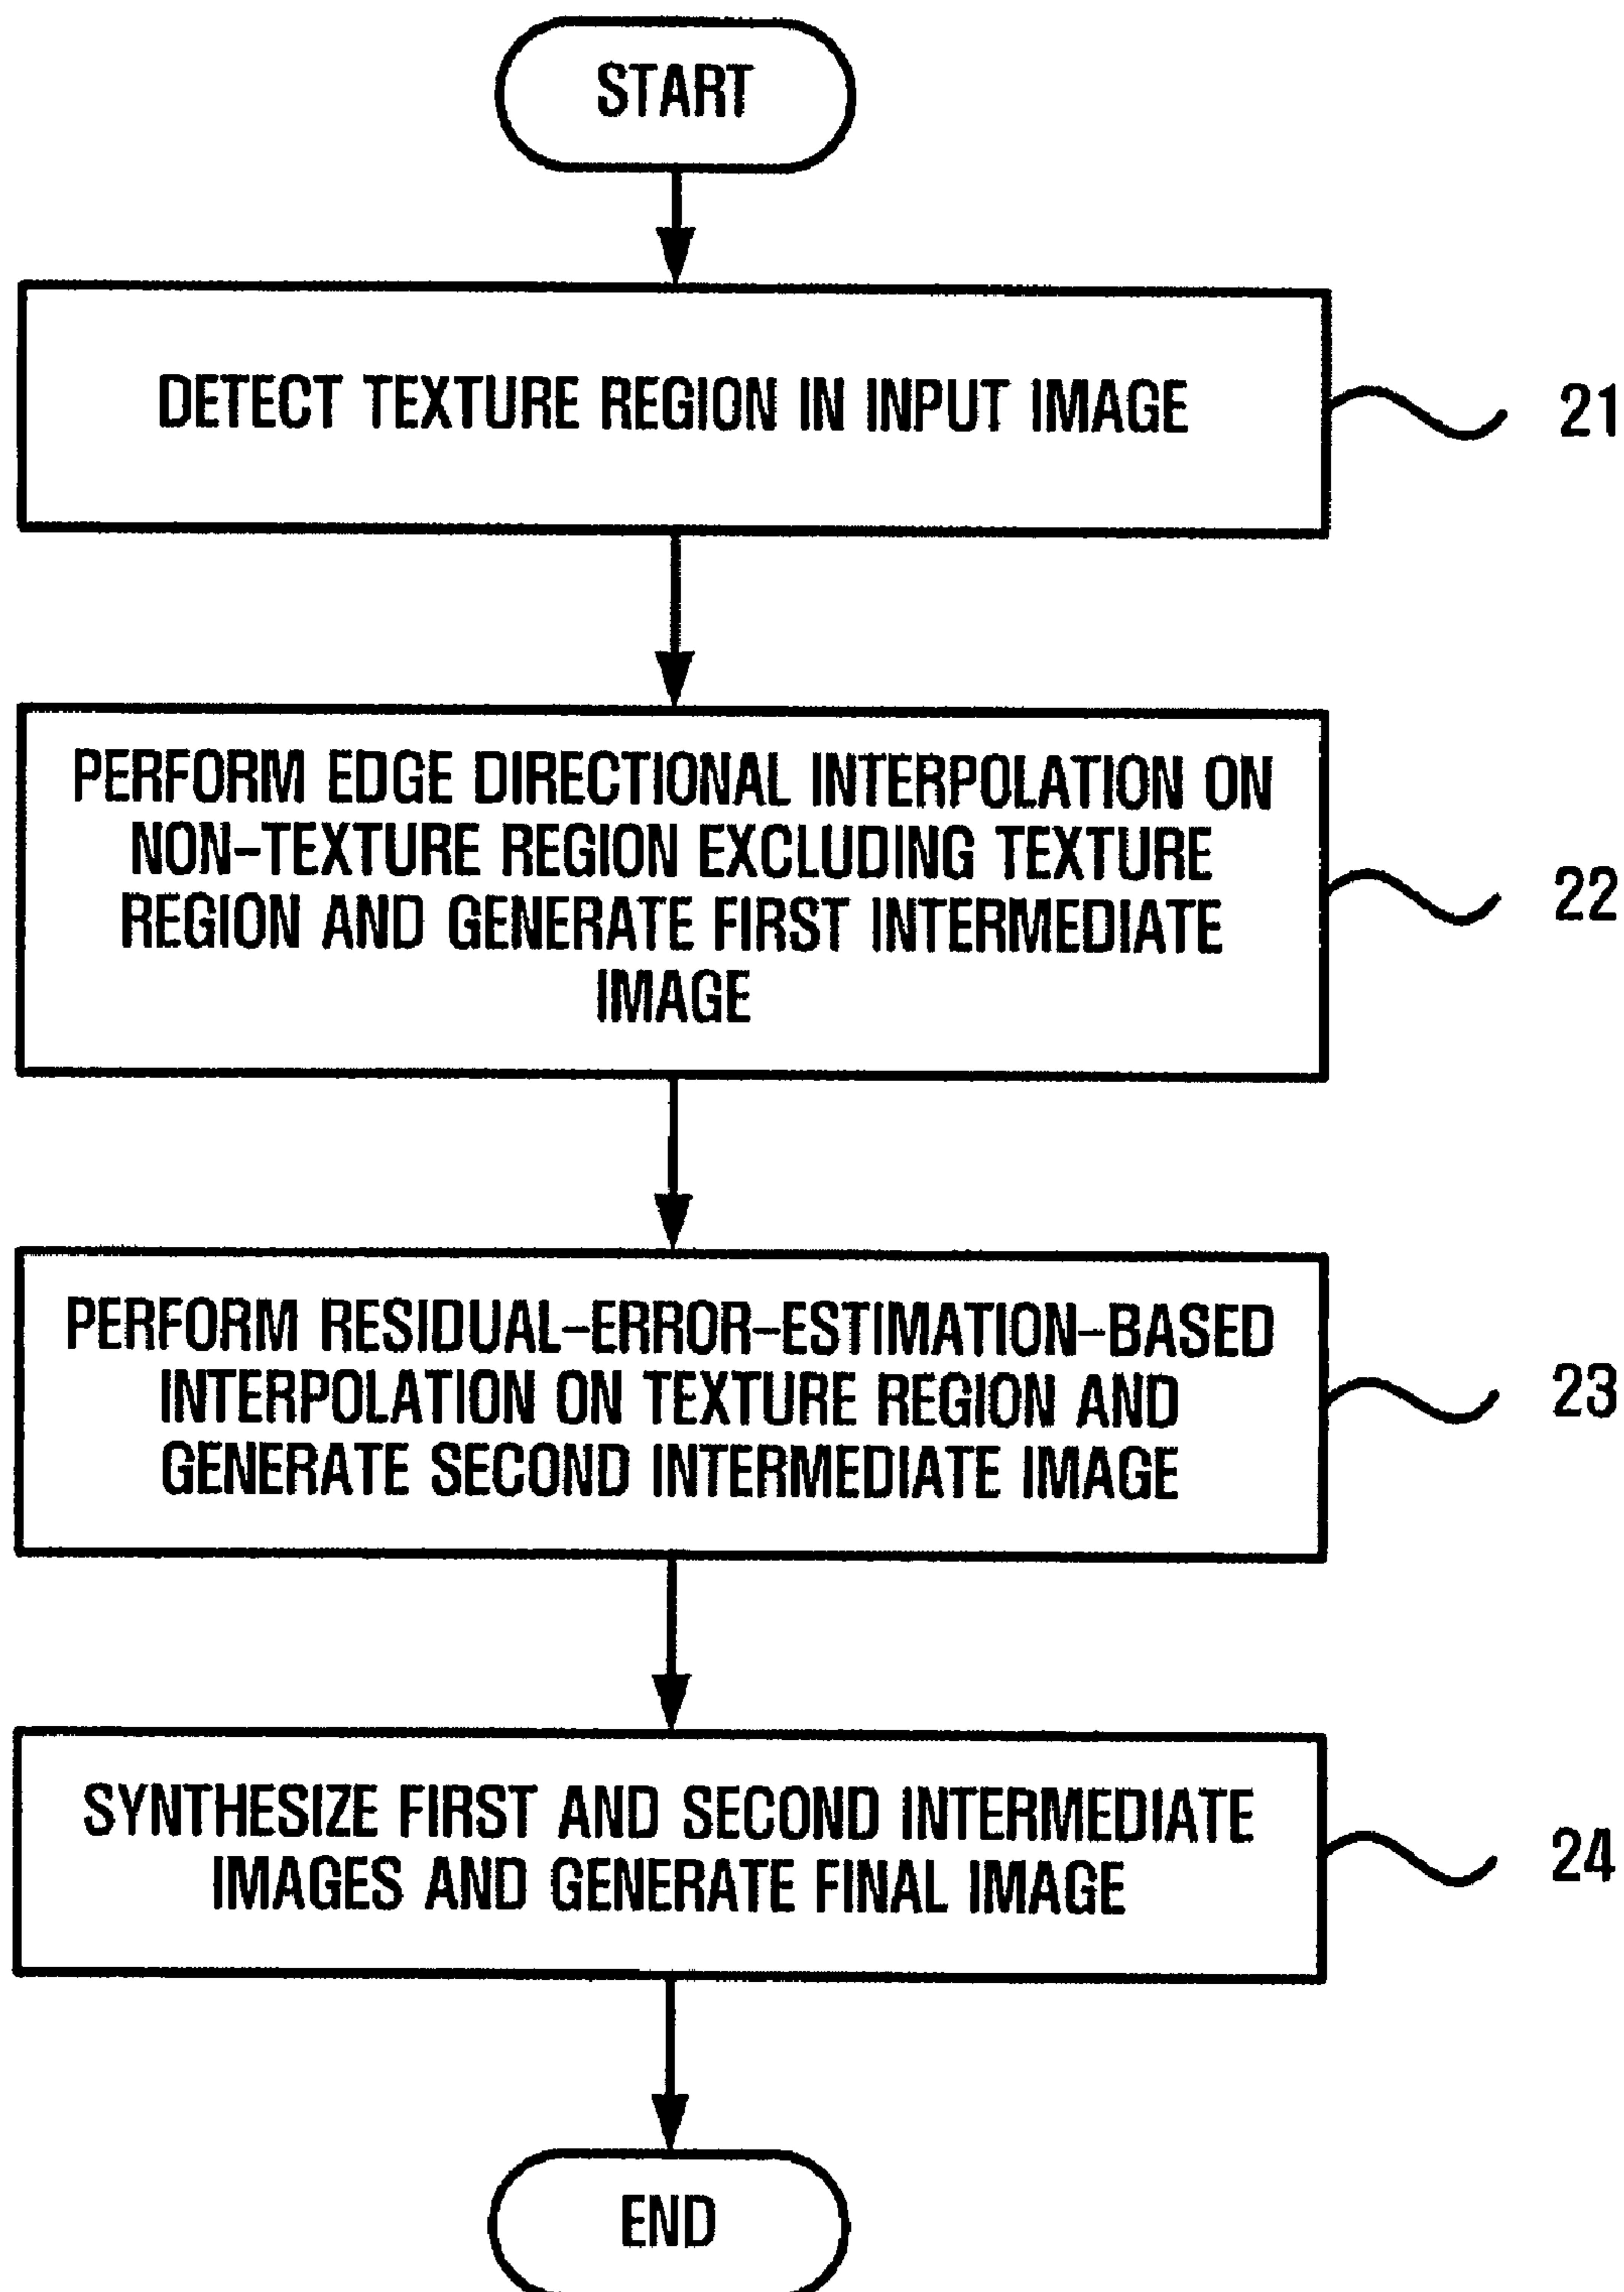 START
DETECT TEXTURE REGION IN INPUT IMAGE
21
PERFORM EDGE DIRECTIONAL INTERPOLATION ON
NON-TEXTURE REGION EXCLUDING TEXTURE
REGION AND GENERATE FIRST INTERMEDIATE
IMAGE
22
PERFORM RESIDUAL-ERROR-ESTIMATION-BASED
INTERPOLATION ON TEXTURE REGION AND
GENERATE SECOND INTERMEDIATE IMAGE
23
SYNTHESIZE FIRST AND SECOND INTERMEDIATE
IMAGES AND GENERATE FINAL IMAGE
24
END